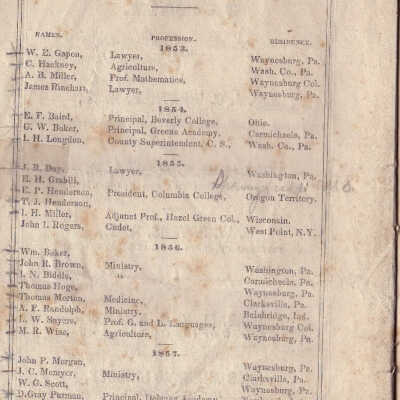 NAMES. PROFESSION. RESIDENCE.
1853.
W. E. Gapen, Lawyer, Waynesburg, Pa.
C. Hackney, Agriculture, Wash. Co., Pa.
A. B. Miller, Prof. Mathematics, Waynesburg Col.
James Rinehart, Lawyer, Waynesburg, Pa.
1854.
E. F. Baird, Principal, Beverly College, Ohio.
G. W. Baker, Principal, Greene Academy, Carmichaels, Pa.
I. H. Longdon, County Superintendent, C. S., Wash. Co., Pa.
1855.
J. B. Day, Lawyer, Washington, Pa.
E. H. Grabill,
E. P. Henderson, President, Columbia College, Oregon Territory.
T. J. Henderson,
I. H. Miller, Adjunct Prof., Hazel Green Col., Wisconsin.
John I. Rogers, Cadet, West Point, N. Y.
1856.
Wm. Baker,
John R. Brown, Ministry, Washington, Pa.
I. N. Biddle, " Carmichaels, Pa.
Thomas Hoge, Waynesburg, Pa.
Thomas Morton, Medicine, Clarksville, Pa.
A. F. Randolph, Ministry, Bainbridge, Ind.
L. W. Sayers, Prof. G. and L. Languages, Waynesburg Col.
M. R. Wise, Agriculture, Waynesburg, Pa.
1857.
John P. Morgan, Waynesburg, Pa.
J. C. Momyer, Ministry, Clarksville, Pa.
W. G. Scott, Waynesburg, Pa.
D. Gray Purman, Principal,